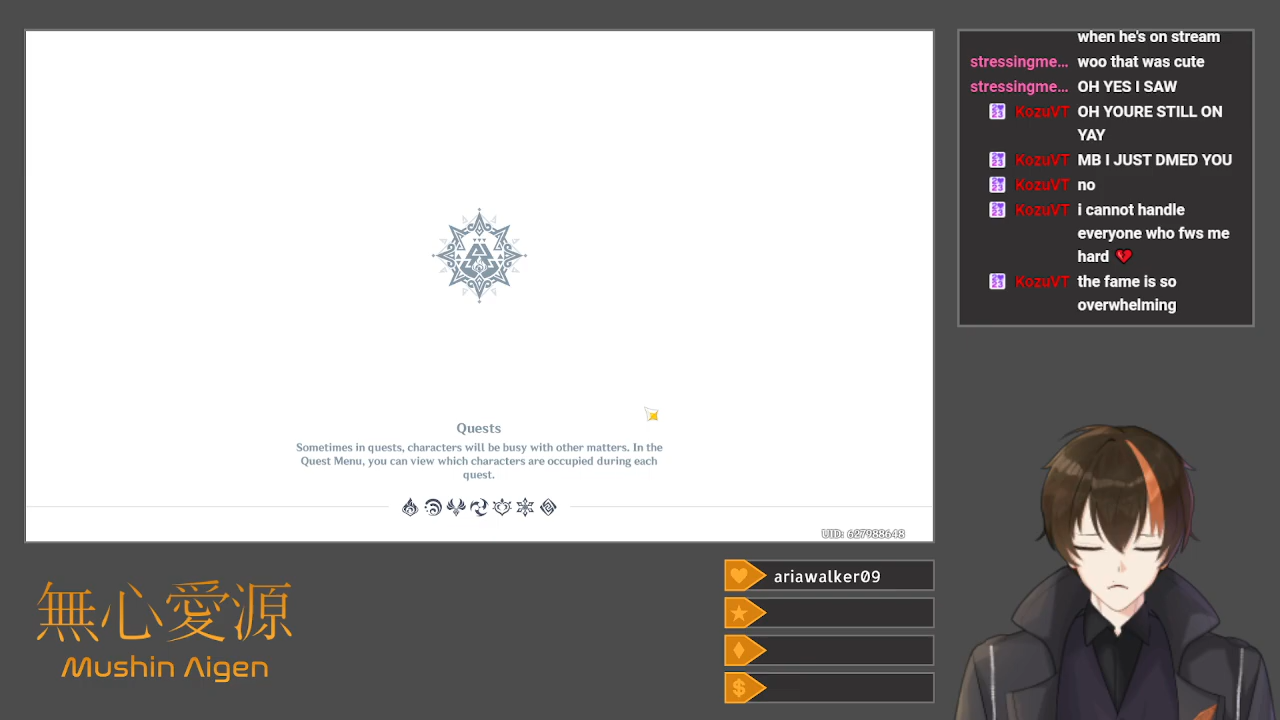 when he's on stream
stressingme... woo that was cute
stressingme... OH YES I SAW
KozuVT OH YOURE STILL ON
YAY
KozuVT MB I JUST DMED YOU
KozuVT no
KozuVT i cannot handle
everyone who fws me
hard
KozuVT the fame is so
overwhelming
Quests
Sometimes in quests, characters will be busy with other matters. In the
Quest Menu, you can view which characters are occupied during each
quest.
UID: 627988648
ariawalker09
無心愛源
Mushin Aigen